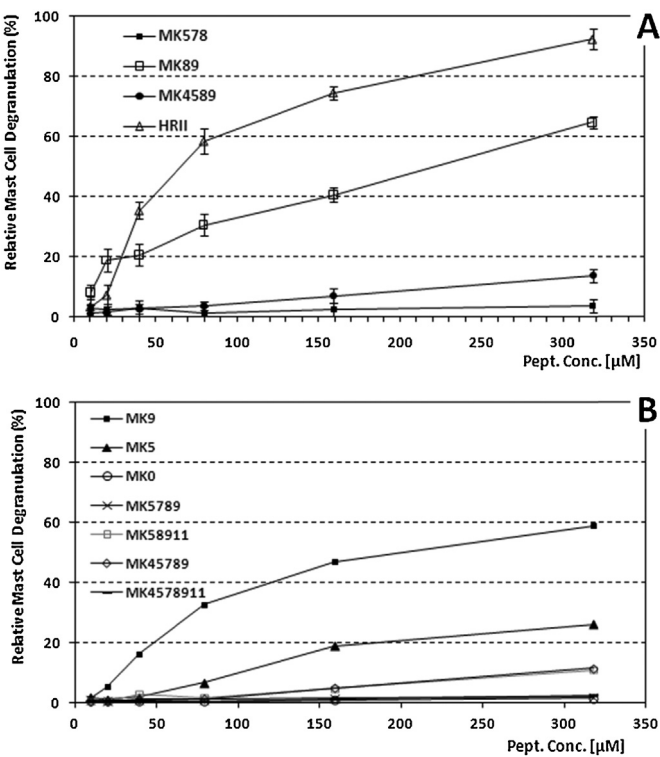 A
Relative Mast Cell Degranulation (%)
100
80
60
40
20
0
MK578
MK89
MK4589
HRII
0 50 100 150 200 250 300 350
Pept. Conc. [µM]
B
Relative Mast Cell Degranulation (%)
100
80
60
40
20
0
MK9
MK5
MK0
MK5789
MK58911
MK45789
MK4578911
0 50 100 150 200 250 300 350
Pept. Conc. [µM]